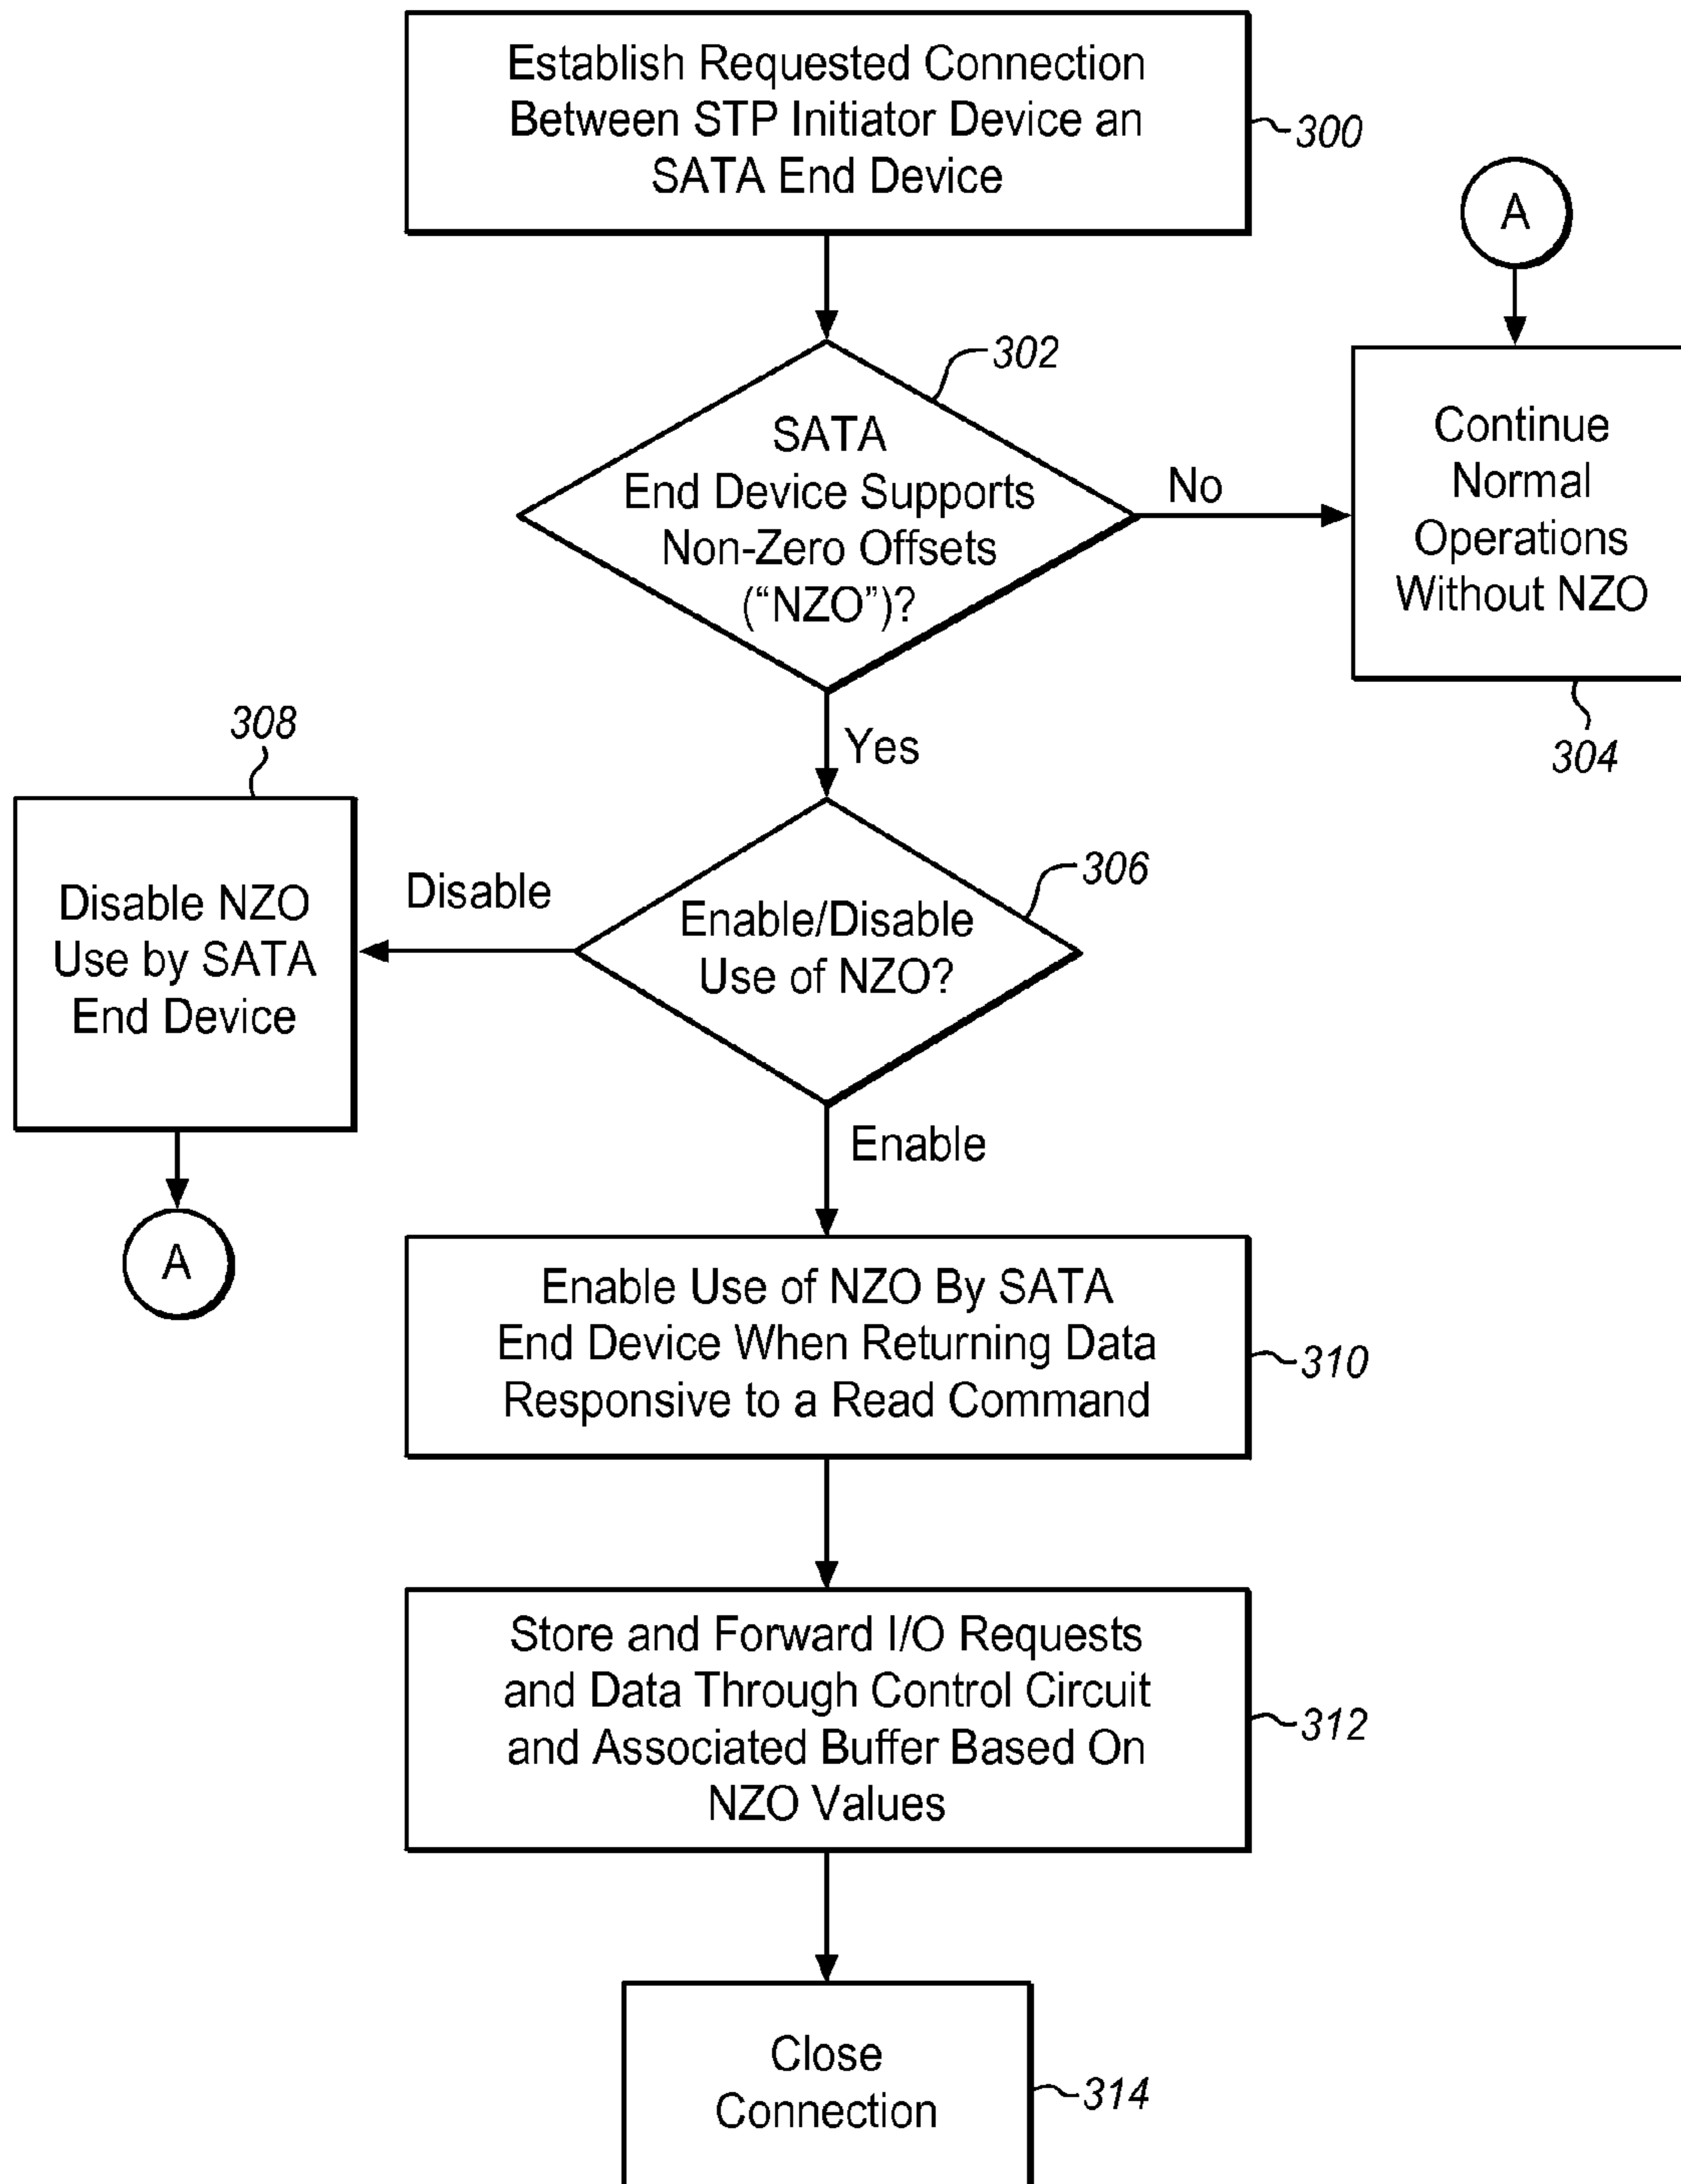 Establish Requested Connection
Between STP Initiator Device an
SATA End Device
300
A
302
SATA
End Device Supports
Non-Zero Offsets
(“NZO”)?
No
Continue
Normal
Operations
Without NZO
304
Yes
308
Disable NZO
Use by SATA
End Device
Disable
306
Enable/Disable
Use of NZO?
Enable
A
Enable Use of NZO By SATA
End Device When Returning Data
Responsive to a Read Command
310
Store and Forward I/O Requests
and Data Through Control Circuit
and Associated Buffer Based On
NZO Values
312
Close
Connection
314